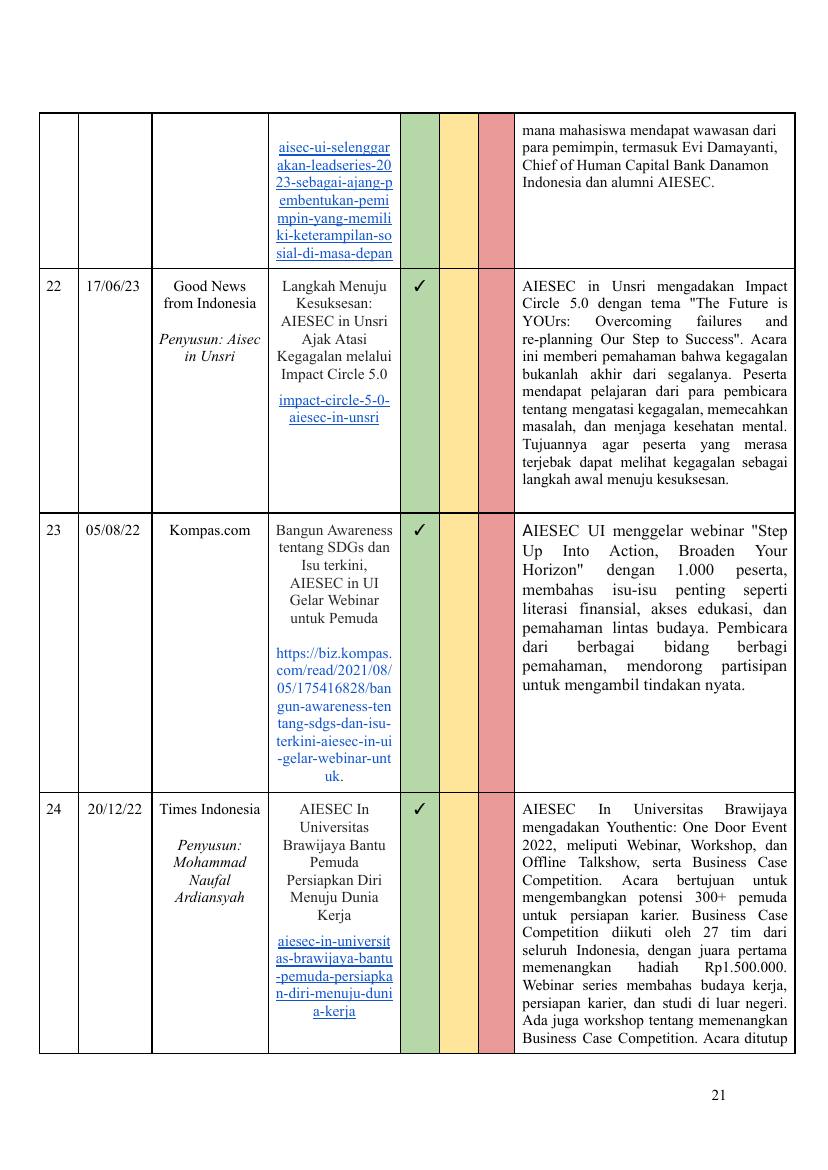 aisec-ui-selenggar
akan-leadseries-20
23-sebagai-ajang-p
embentukan-pemi
mpin-yang-memili
ki-keterampilan-so
sial-di-masa-depan
mana mahasiswa mendapat wawasan dari
para pemimpin, termasuk Evi Damayanti,
Chief of Human Capital Bank Danamon
Indonesia dan alumni AIESEC.
22
17/06/23
Good News
from Indonesia
Penyusun: Aisec
in Unsri
Langkah Menuju
Kesuksesan:
AIESEC in Unsri
Ajak Atasi
Kegagalan melalui
Impact Circle 5.0
impact-circle-5-0-
aiesec-in-unsri
✓
AIESEC in Unsri mengadakan Impact
Circle 5.0 dengan tema "The Future is
YOUrs: Overcoming failures and
re-planning Our Step to Success". Acara
ini memberi pemahaman bahwa kegagalan
bukanlah akhir dari segalanya. Peserta
mendapat pelajaran dari para pembicara
tentang mengatasi kegagalan, memecahkan
masalah, dan menjaga kesehatan mental.
Tujuannya agar peserta yang merasa
terjebak dapat melihat kegagalan sebagai
langkah awal menuju kesuksesan.
23
05/08/22
Kompas.com
Bangun Awareness
tentang SDGs dan
Isu terkini,
AIESEC in UI
Gelar Webinar
untuk Pemuda
https://biz.kompas.
com/read/2021/08/
05/175416828/ban
gun-awareness-ten
tang-sdgs-dan-isu-
terkini-aiesec-in-ui
-gelar-webinar-unt
uk.
✓
AIESEC UI menggelar webinar "Step
Up Into Action, Broaden Your
Horizon" dengan 1.000 peserta,
membahas isu-isu penting seperti
literasi finansial, akses edukasi, dan
pemahaman lintas budaya. Pembicara
dari berbagai bidang berbagi
pemahaman, mendorong partisipan
untuk mengambil tindakan nyata.
24
20/12/22
Times Indonesia
Penyusun:
Mohammad
Naufal
Ardiansyah
AIESEC In
Universitas
Brawijaya Bantu
Pemuda
Persiapkan Diri
Menuju Dunia
Kerja
aiesec-in-universit
as-brawijaya-bantu
-pemuda-persiapka
n-diri-menuju-duni
a-kerja
✓
AIESEC In Universitas Brawijaya
mengadakan Youthentic: One Door Event
2022, meliputi Webinar, Workshop, dan
Offline Talkshow, serta Business Case
Competition. Acara bertujuan untuk
mengembangkan potensi 300+ pemuda
untuk persiapan karier. Business Case
Competition diikuti oleh 27 tim dari
seluruh Indonesia, dengan juara pertama
memenangkan hadiah Rp1.500.000.
Webinar series membahas budaya kerja,
persiapan karier, dan studi di luar negeri.
Ada juga workshop tentang memenangkan
Business Case Competition. Acara ditutup
21